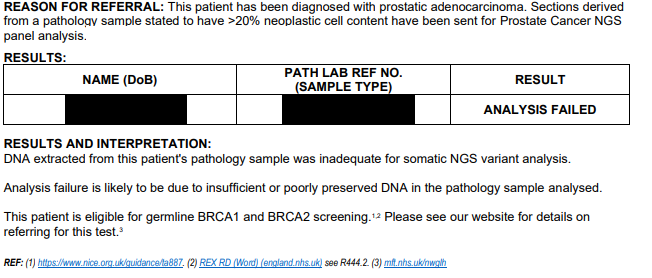 REASON FOR REFERRAL: This patient has been diagnosed with prostatic adenocarcinoma. Sections derived
from a pathology sample stated to have >20% neoplastic cell content have been sent for Prostate Cancer NGS
panel analysis.
RESULTS:
NAME (DoB)
PATH LAB REF NO.
(SAMPLE TYPE)
RESULT
ANALYSIS FAILED
RESULTS AND INTERPRETATION:
DNA extracted from this patient's pathology sample was inadequate for somatic NGS variant analysis.
Analysis failure is likely to be due to insufficient or poorly preserved DNA in the pathology sample analysed.
This patient is eligible for germline BRCA1 and BRCA2 screening.¹,² Please see our website for details on
referring for this test.³
REF: (1) https://www.nice.org.uk/guidance/ta887. (2) REX RD (Word) (england.nhs.uk) see R444.2. (3) mft.nhs.uk/nwglh